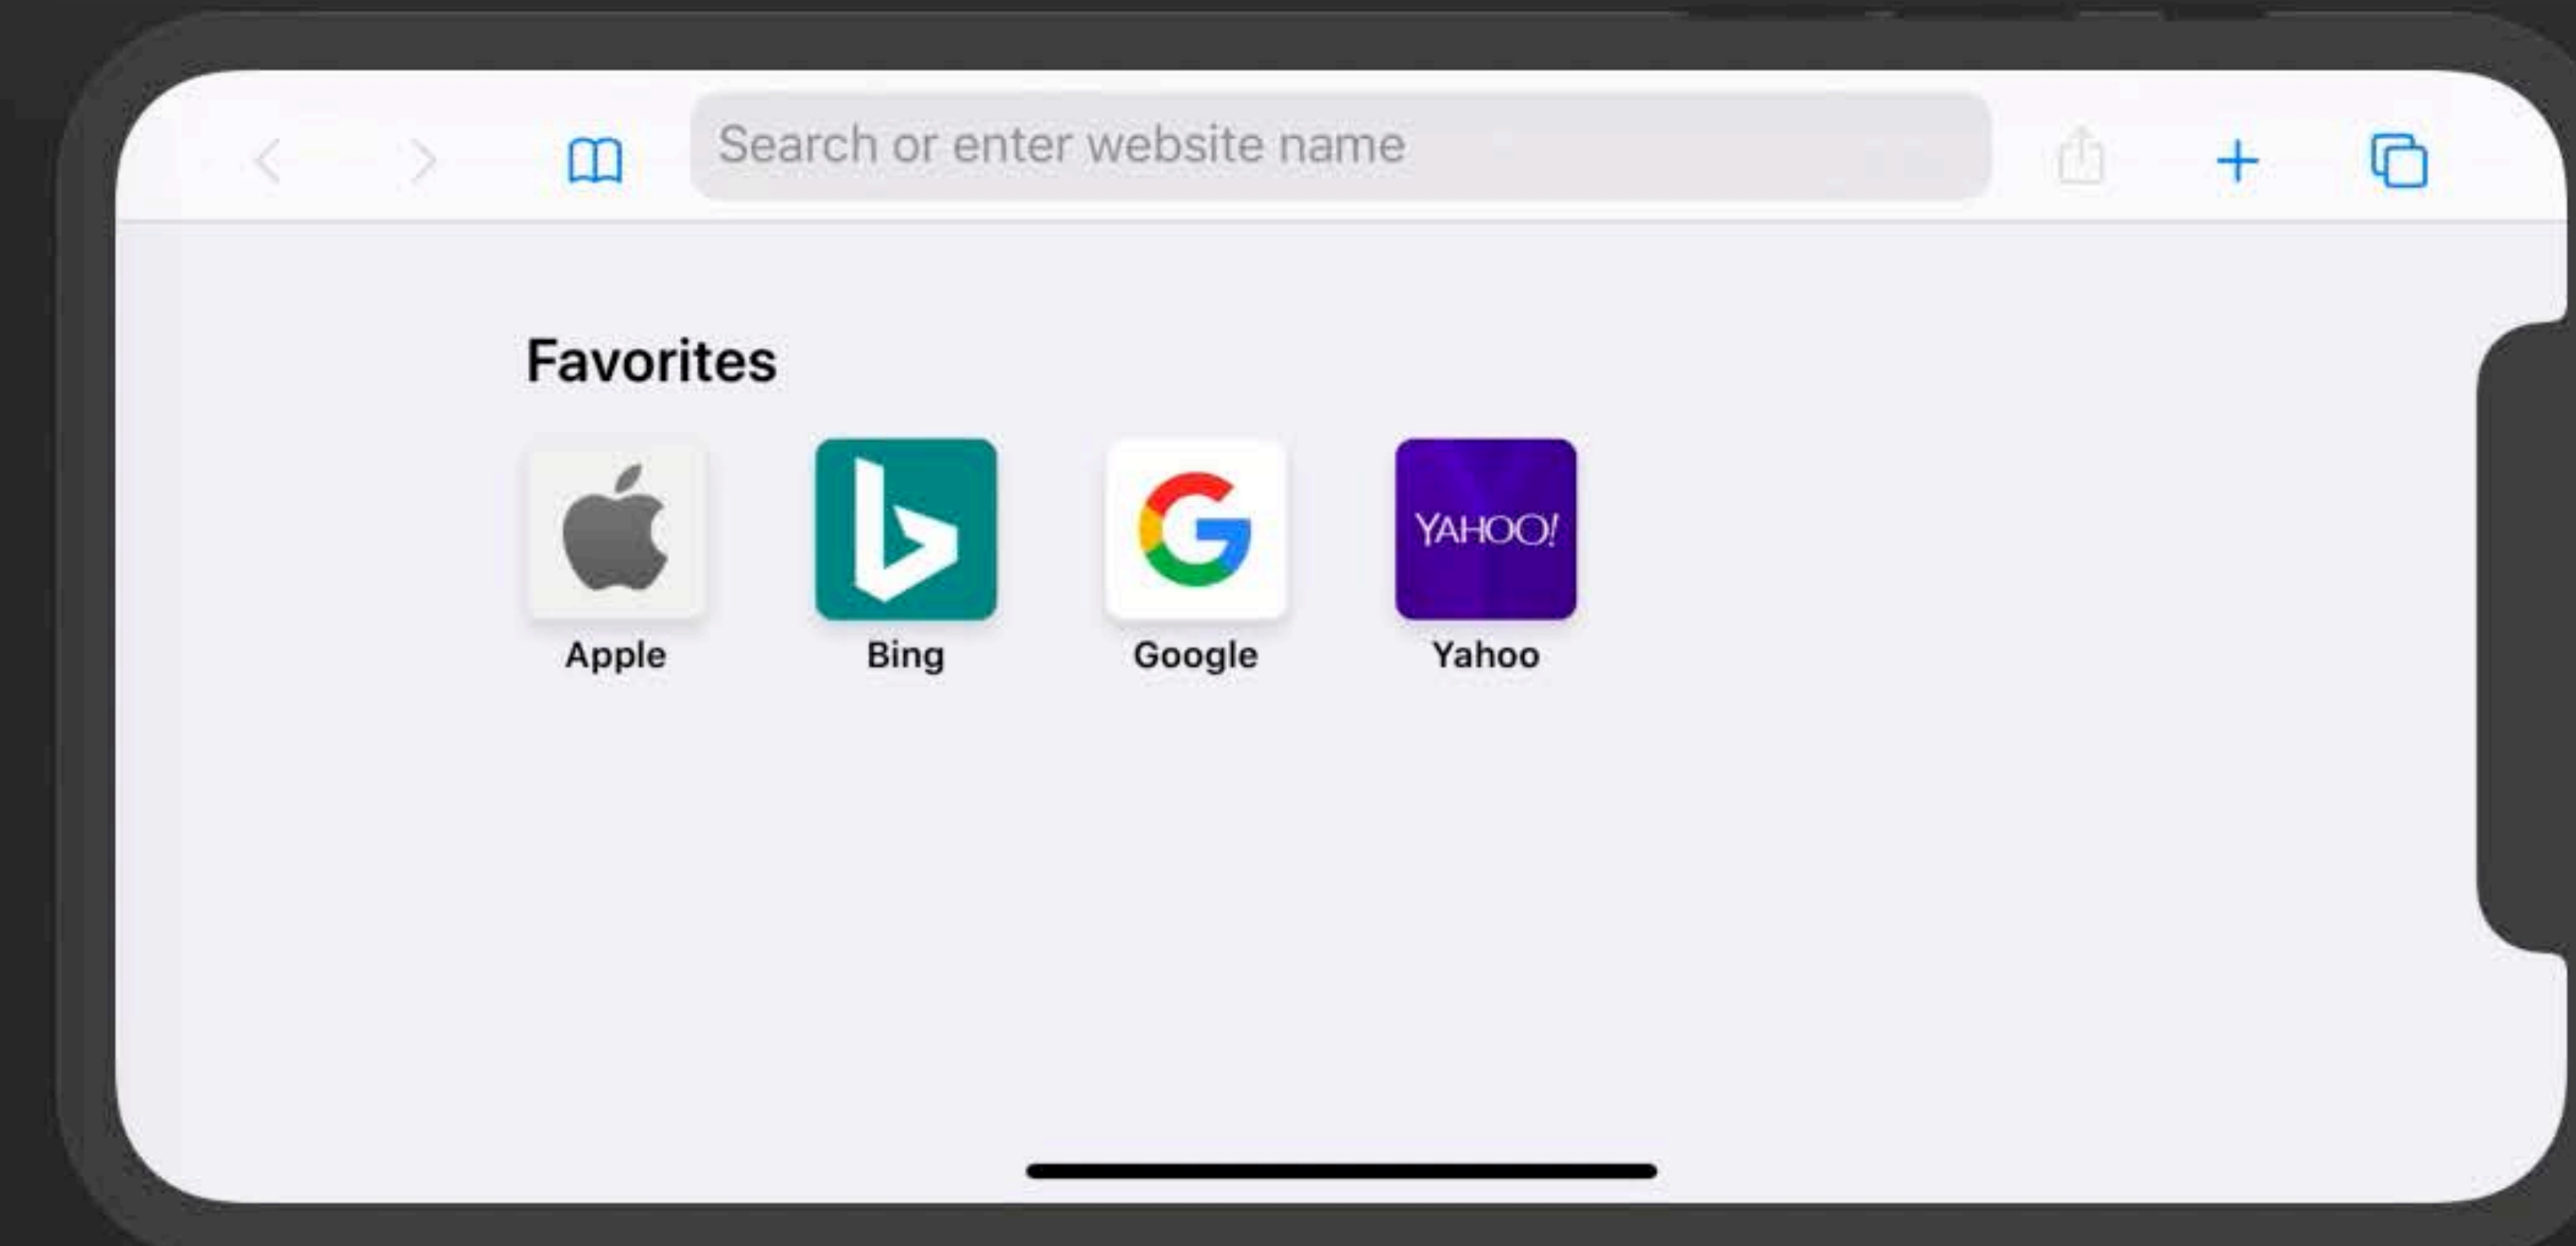 Search or enter website name
Favorites
YAHOO!
Apple
Bing
Google
Yahoo